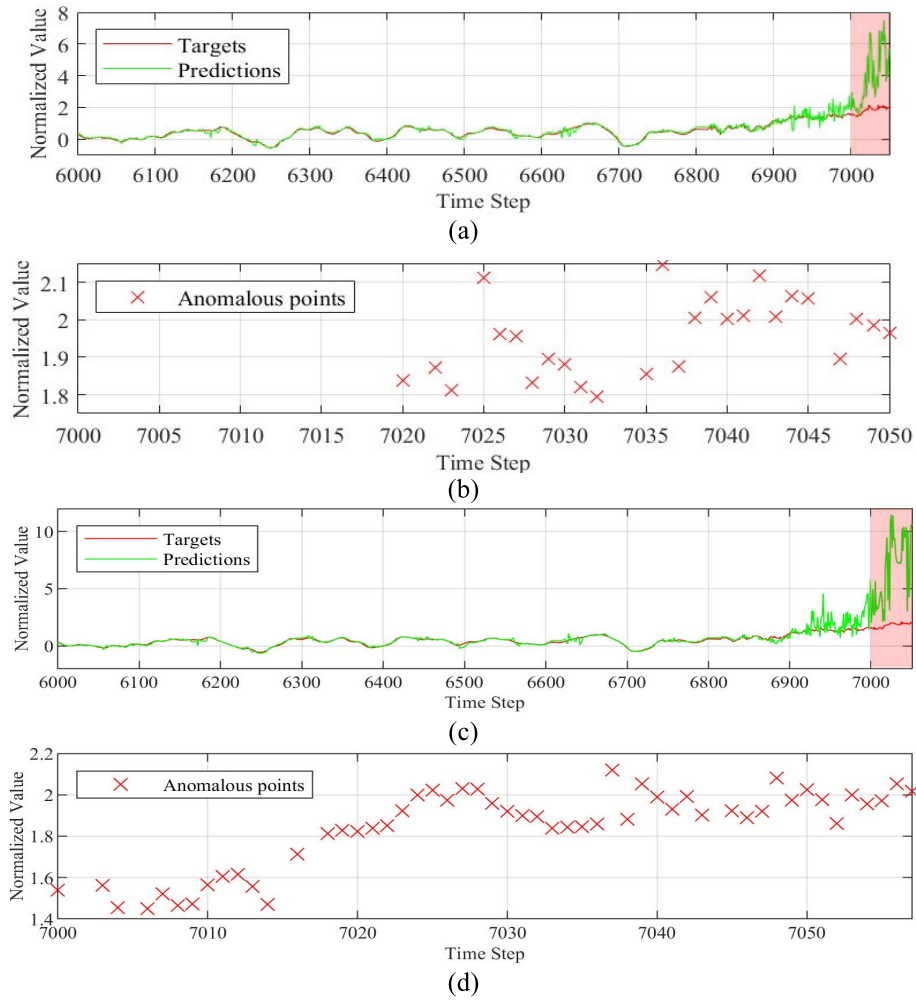 8
6
4
2
0
Normalized Value
Targets
Predictions
6000 6100 6200 6300 6400 6500 6600 6700 6800 6900 7000
Time Step
(a)
2.1
2
1.9
1.8
Normalized Value
Anomalous points
7000 7005 7012 7015 7022 7026 7030 7035 7040 7045 7050
Time Step
(b)
10
5
0
Normalized Value
Targets
Predictions
6000 6100 6200 6300 6400 6500 6600 6700 6800 6900 7000
Time Step
(c)
2.2
2
1.8
1.6
1.4
Normalized Value
Anomalous points
7000 7010 7020 7030 7040 7050
Time Step
(d)